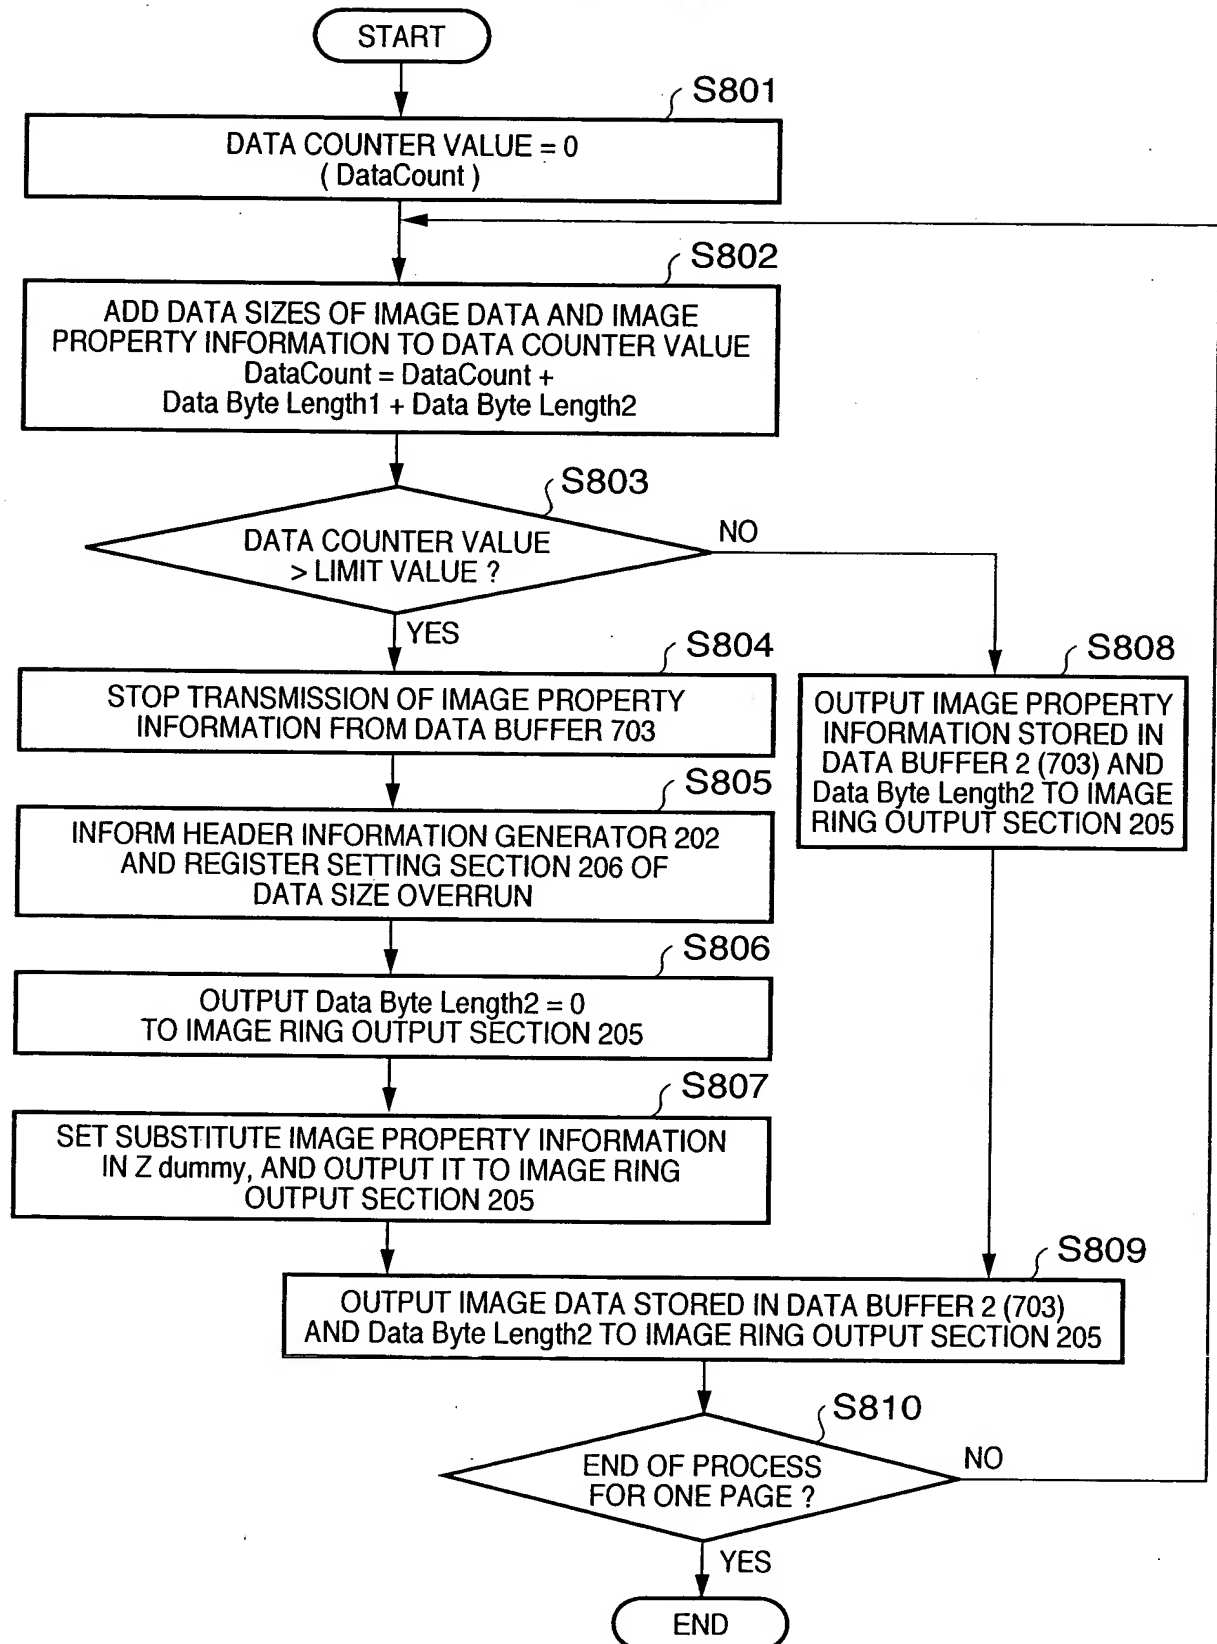 START
S801
DATA COUNTER VALUE = 0
( DataCount )
S802
ADD DATA SIZES OF IMAGE DATA AND IMAGE
PROPERTY INFORMATION TO DATA COUNTER VALUE
DataCount = DataCount +
Data Byte Length1 + Data Byte Length2
S803
DATA COUNTER VALUE
> LIMIT VALUE ?
NO
YES
S804
STOP TRANSMISSION OF IMAGE PROPERTY
INFORMATION FROM DATA BUFFER 703
S808
OUTPUT IMAGE PROPERTY
INFORMATION STORED IN
DATA BUFFER 2 (703) AND
Data Byte Length2 TO IMAGE
RING OUTPUT SECTION 205
S805
INFORM HEADER INFORMATION GENERATOR 202
AND REGISTER SETTING SECTION 206 OF
DATA SIZE OVERRUN
S806
OUTPUT Data Byte Length2 = 0
TO IMAGE RING OUTPUT SECTION 205
S807
SET SUBSTITUTE IMAGE PROPERTY INFORMATION
IN Z dummy, AND OUTPUT IT TO IMAGE RING
OUTPUT SECTION 205
S809
OUTPUT IMAGE DATA STORED IN DATA BUFFER 2 (703)
AND Data Byte Length2 TO IMAGE RING OUTPUT SECTION 205
S810
END OF PROCESS
FOR ONE PAGE ?
NO
YES
END